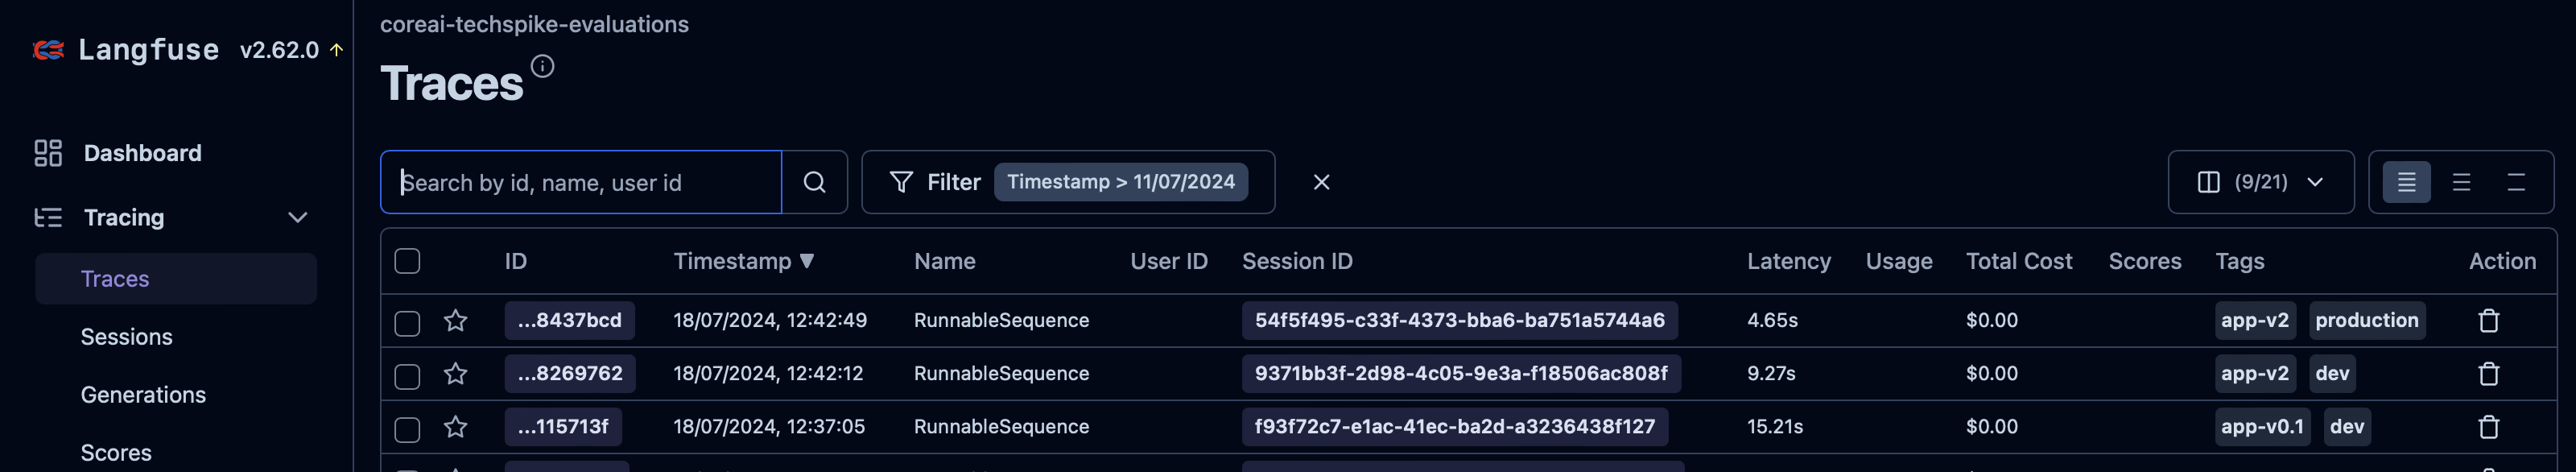 Langfuse v2.62.0
Dashboard
Tracing
Traces
Sessions
Generations
Scores
coreai-techspike-evaluations
Traces
Search by id, name, user id
Filter Timestamp > 11/07/2024
(9/21)
ID Timestamp ▼ Name User ID Session ID Latency Usage Total Cost Scores Tags Action
...8437bcd 18/07/2024, 12:42:49 RunnableSequence 54f5f495-c33f-4373-bba6-ba751a5744a6 4.65s $0.00 app-v2 production
...8269762 18/07/2024, 12:42:12 RunnableSequence 9371bb3f-2d98-4c05-9e3a-f18506ac808f 9.27s $0.00 app-v2 dev
...115713f 18/07/2024, 12:37:05 RunnableSequence f93f72c7-e1ac-41ec-ba2d-a3236438f127 15.21s $0.00 app-v0.1 dev